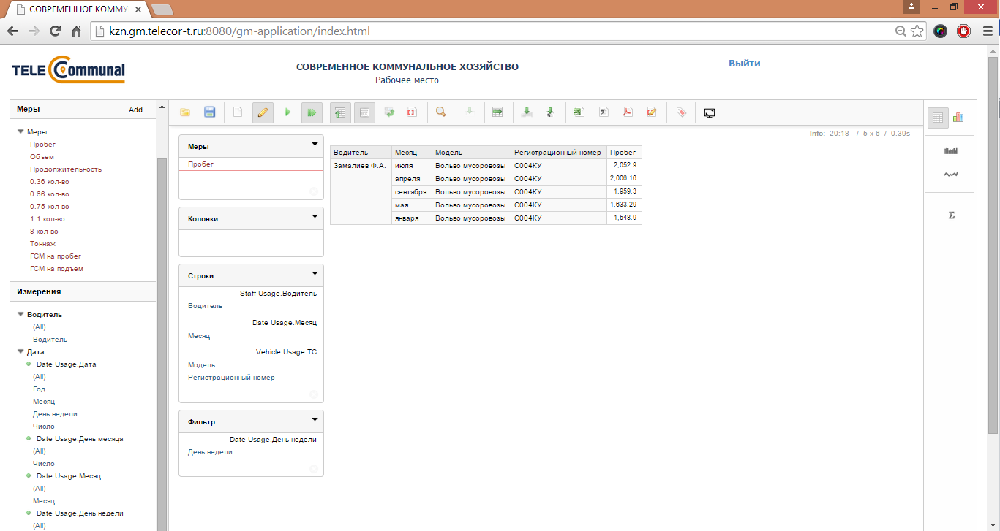 СОВРЕМЕННОЕ КОММУН
kzn.gm.telecor-t.ru:8080/gm-application/index.html
TELE Communal
СОВРЕМЕННОЕ КОММУНАЛЬНОЕ ХОЗЯЙСТВО
Рабочее место
Выйти
Меры Add
Меры
Пробег
Объем
Продолжительность
0.36 кол-во
0.66 кол-во
0.75 кол-во
1.1 кол-во
8 кол-во
Тоннаж
ГСМ на пробег
ГСМ на подъем
Измерения
Водитель
(All)
Водитель
Дата
Date Usage.Дата
(All)
Год
Месяц
День недели
Число
Date Usage.День месяца
(All)
Число
Date Usage.Месяц
(All)
Месяц
Date Usage.День недели
(All)
Меры
Пробег
Колонки
Строки
Staff Usage.Водитель
Водитель
Date Usage.Месяц
Месяц
Vehicle Usage.ТС
Модель
Регистрационный номер
Фильтр
Date Usage.День недели
День недели
Info: 20:18 / 5 x 6 / 0.39s
Водитель Месяц Модель Регистрационный номер Пробег
Замалиев Ф.А. июля Вольво мусоровозы С004КУ 2,052.9
апреля Вольво мусоровозы С004КУ 2,006.16
сентября Вольво мусоровозы С004КУ 1,959.3
мая Вольво мусоровозы С004КУ 1,633.29
января Вольво мусоровозы С004КУ 1,548.9
Σ